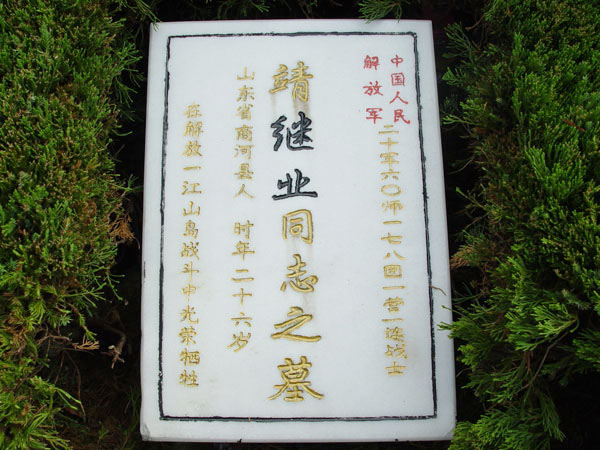 中国人民
解放军
二十军六〇师一七八团一营一连战士
靖继业同志之墓
山东省商河县人 时年二十六岁
在解放一江山岛战斗中光荣牺牲